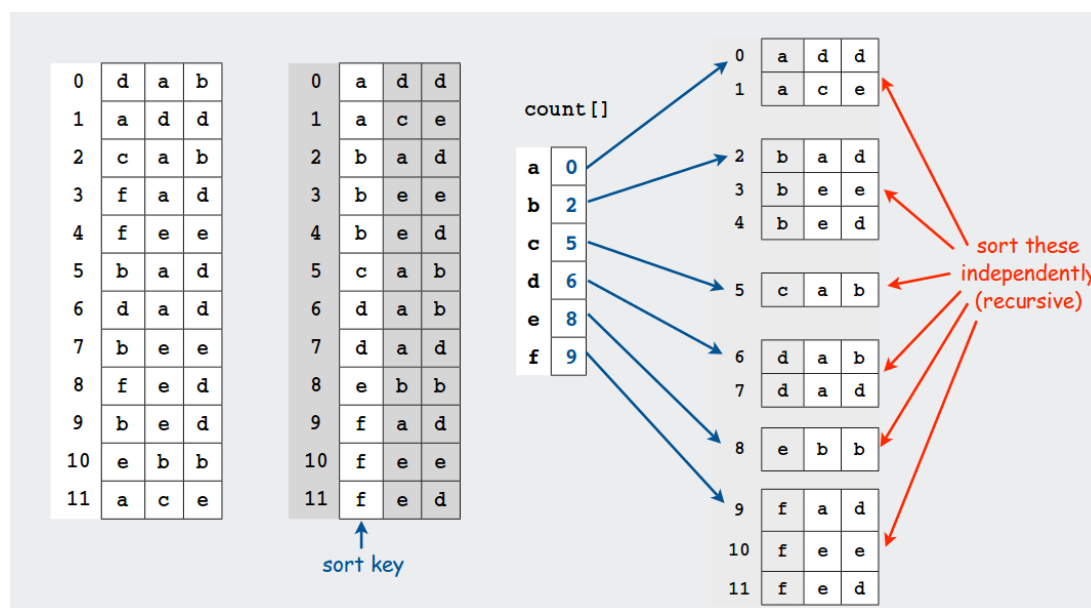 0 d a b
1 a d d
2 c a b
3 f a d
4 f e e
5 b a d
6 d a d
7 b e e
8 f e d
9 b e d
10 e b b
11 a c e
0 a d d
1 a c e
2 b a d
3 b e e
4 b e d
5 c a b
6 d a b
7 d a d
8 e b b
9 f a d
10 f e e
11 f e d
sort key
count[]
a 0
b 2
c 5
d 6
e 8
f 9
0 a d d
1 a c e
2 b a d
3 b e e
4 b e d
5 c a b
6 d a b
7 d a d
8 e b b
9 f a d
10 f e e
11 f e d
sort these
independently
(recursive)